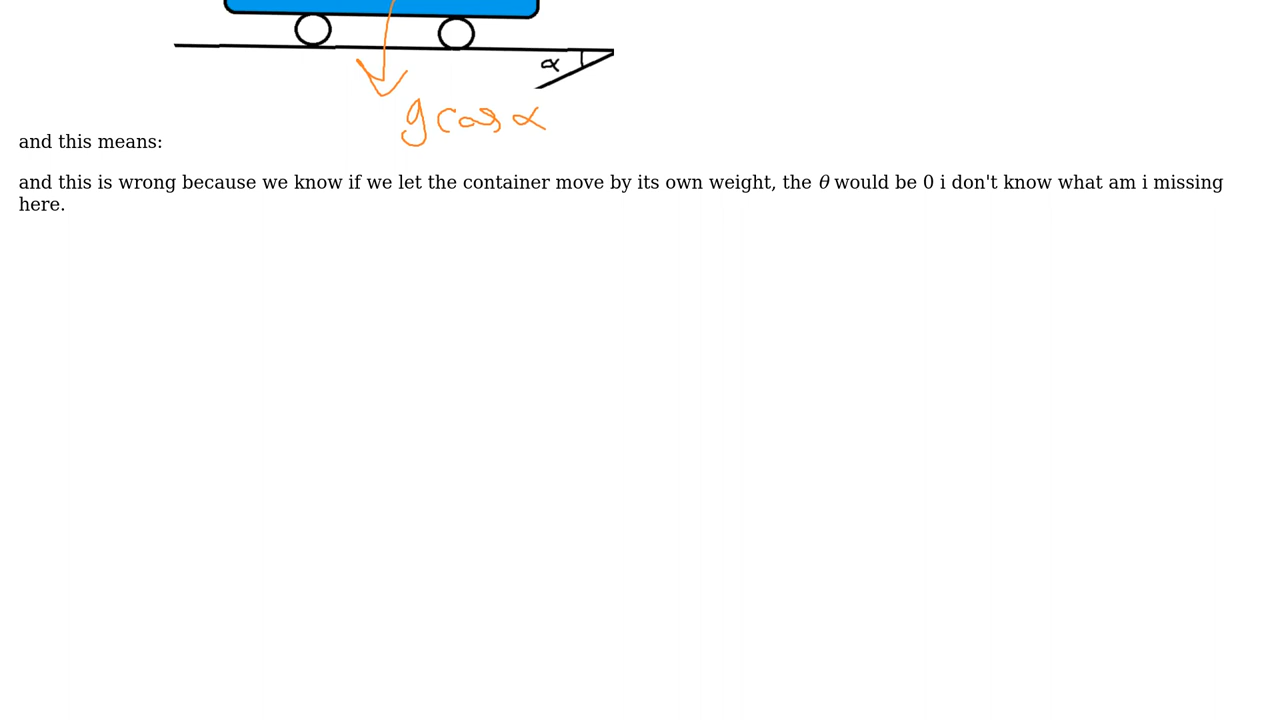 α
g cos α
and this means:
and this is wrong because we know if we let the container move by its own weight, the θ would be 0 i don't know what am i missing
here.